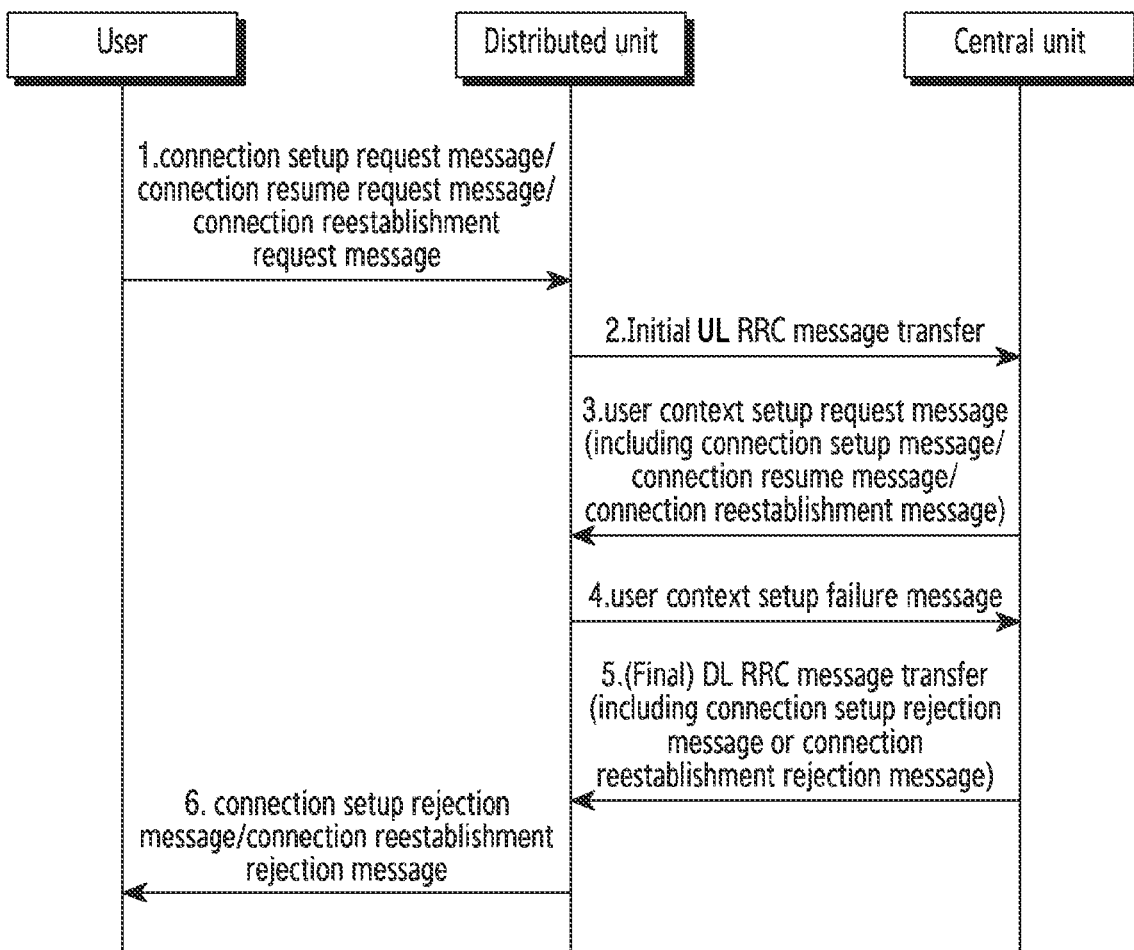 User
Distributed unit
Central unit
1.connection setup request message/
connection resume request message/
connection reestablishment
request message
2.Initial UL RRC message transfer
3.user context setup request message
(including connection setup message/
connection resume message/
connection reestablishment message)
4.user context setup failure message
5.(Final) DL RRC message transfer
(including connection setup rejection
message or connection
reestablishment rejection message)
6. connection setup rejection
message/connection reestablishment
rejection message